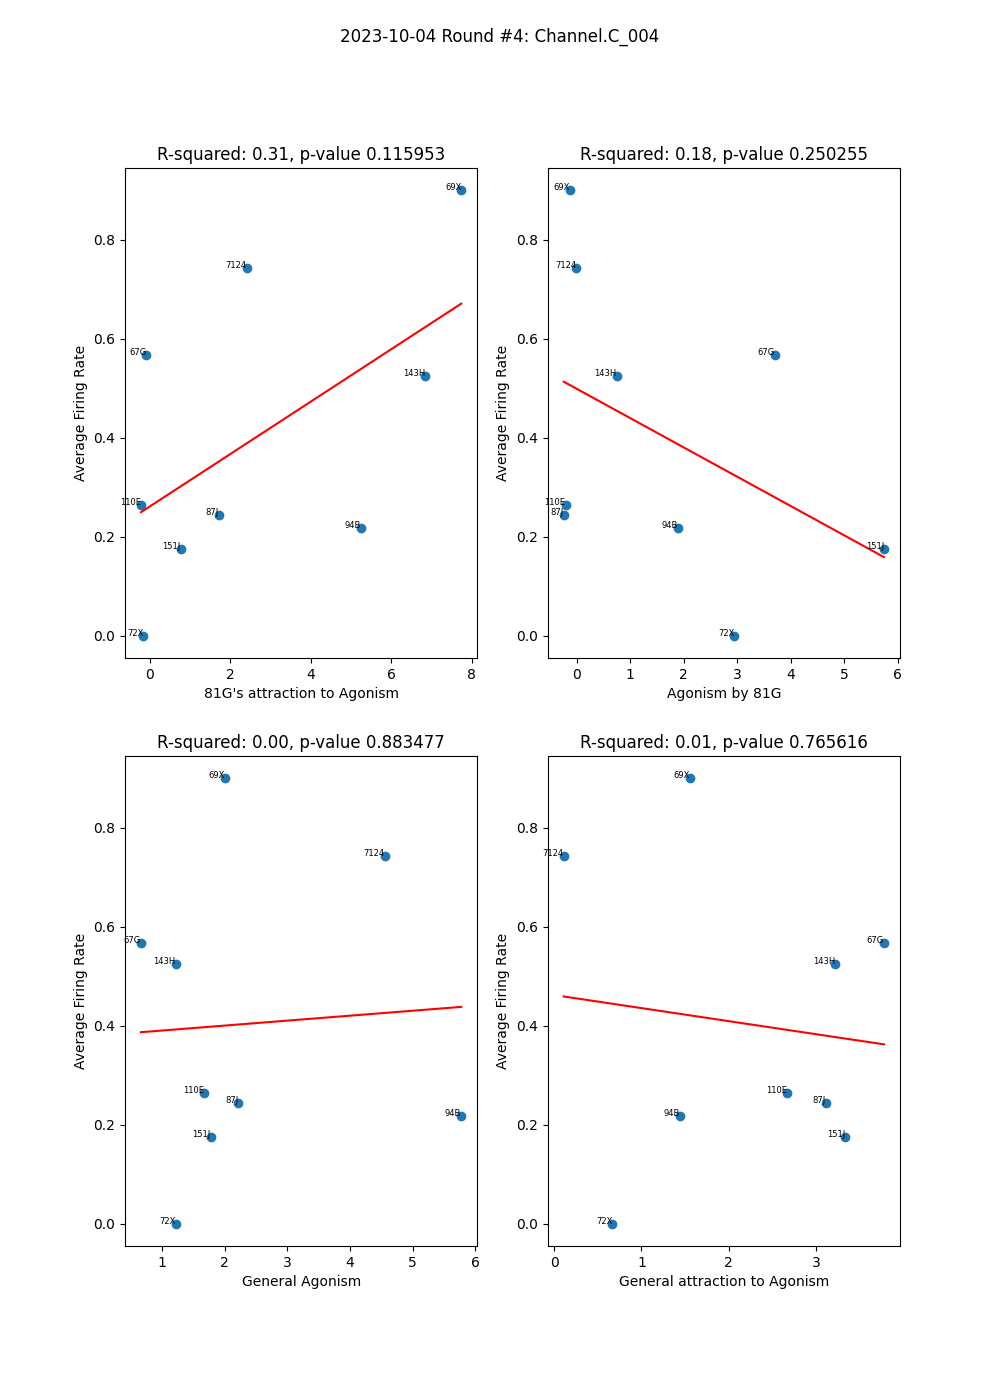 2023-10-04 Round #4: Channel.C_004
R-squared: 0.31, p-value 0.115953
69X
7124
67G
143H
110E
87J
94B
151J
72X
0.8
0.6
0.4
0.2
0.0
Average Firing Rate
0 2 4 6 8
81G's attraction to Agonism
R-squared: 0.18, p-value 0.250255
69X
7124
67G
143H
110E
87J
94B
151J
72X
0.8
0.6
0.4
0.2
0.0
Average Firing Rate
0 1 2 3 4 5 6
Agonism by 81G
R-squared: 0.00, p-value 0.883477
69X
7124
67G
143H
110E
87J
94B
151J
72X
0.8
0.6
0.4
0.2
0.0
Average Firing Rate
1 2 3 4 5 6
General Agonism
R-squared: 0.01, p-value 0.765616
69X
7124
67G
143H
110E
87J
94B
151J
72X
0.8
0.6
0.4
0.2
0.0
Average Firing Rate
0 1 2 3
General attraction to Agonism